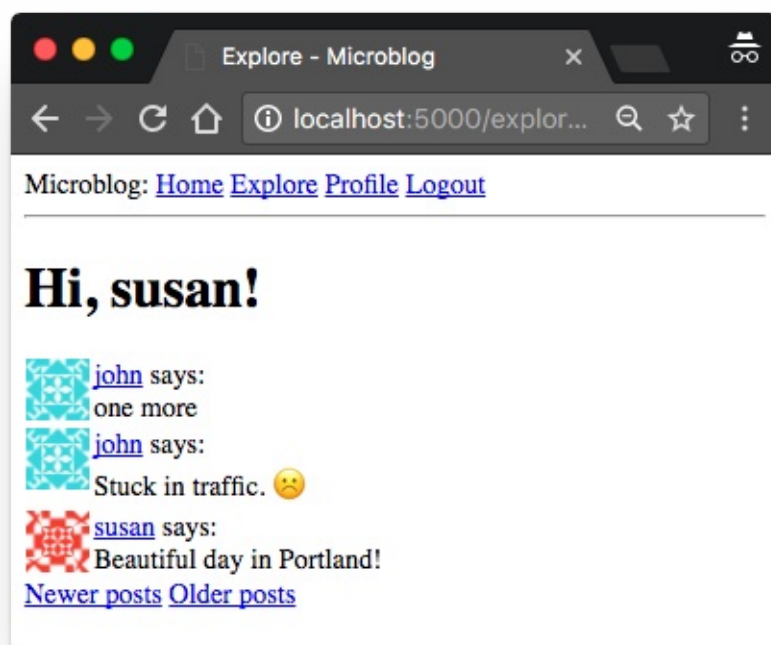 Explore - Microblog
localhost:5000/explor...
Microblog: Home Explore Profile Logout
Hi, susan!
john says:
one more
john says:
Stuck in traffic. ☹️
susan says:
Beautiful day in Portland!
Newer posts Older posts